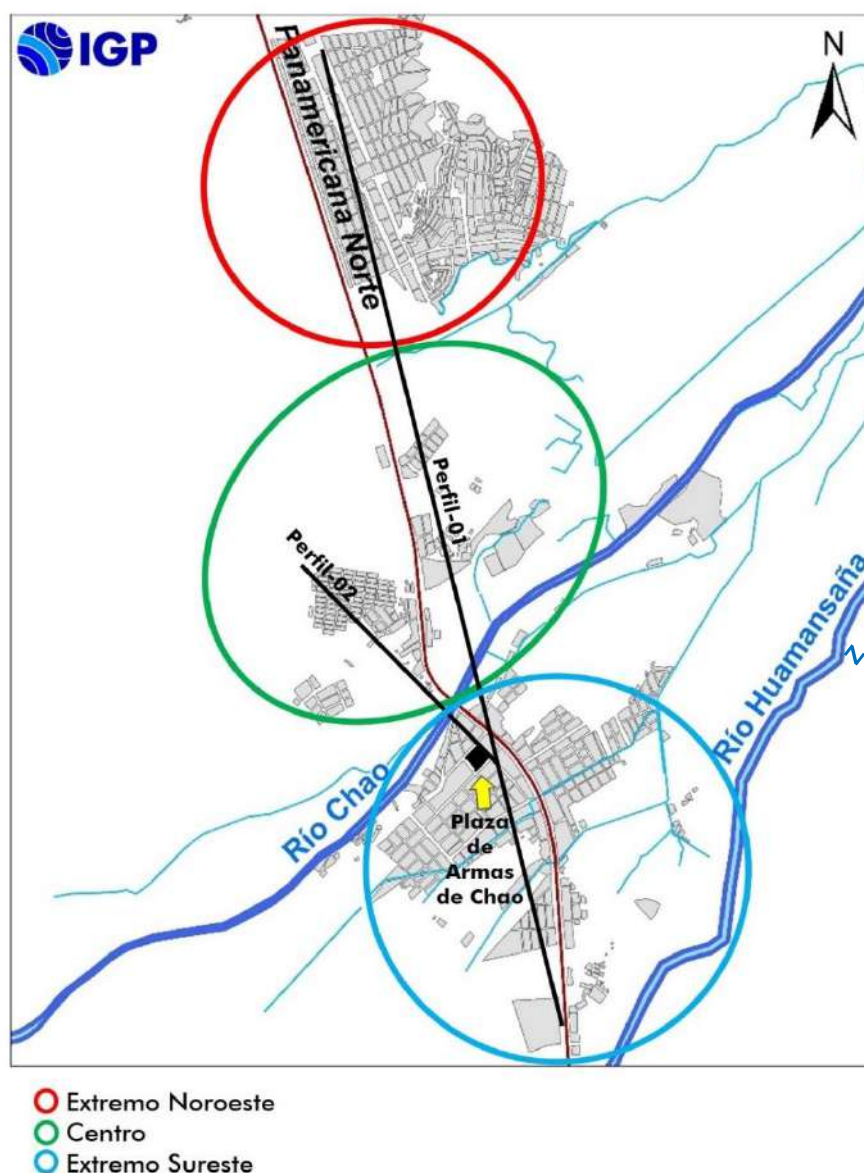 IGP
N
Panamericana Norte
Perfil-01
Perfil-02
Río Chao
Río Huamansaña
Plaza
de
Armas
de Chao
Extremo Noroeste
Centro
Extremo Sureste